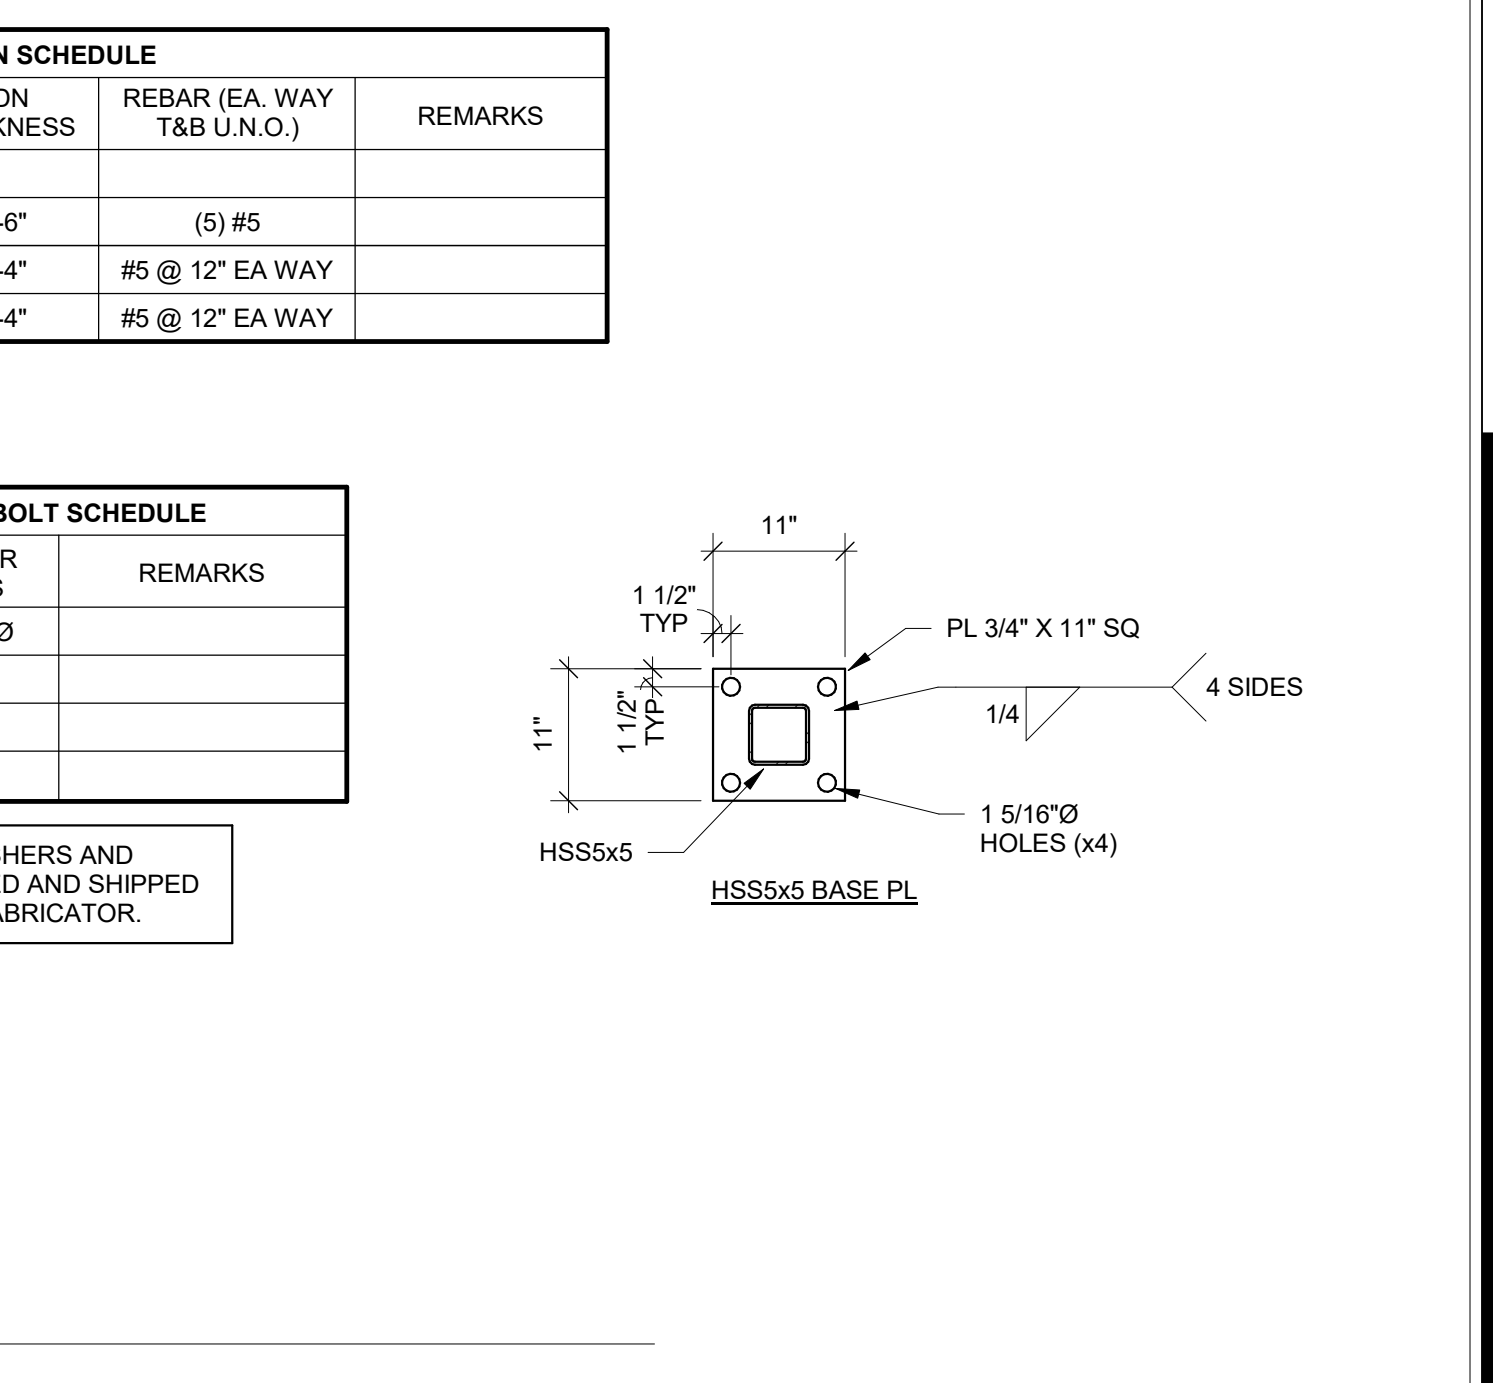 N SCHEDULE
ON
KNESS
REBAR (EA. WAY
T&B U.N.O.)
REMARKS
-6"
(5) #5
-4"
#5 @ 12" EA WAY
-4"
#5 @ 12" EA WAY
BOLT SCHEDULE
R
S
REMARKS
Ø
HERS AND
ED AND SHIPPED
ABRICATOR.
11"
1 1/2"
TYP
PL 3/4" X 11" SQ
11"
1 1/2"
TYP
1/4
4 SIDES
1 5/16"Ø
HOLES (x4)
HSS5x5
HSS5x5 BASE PL